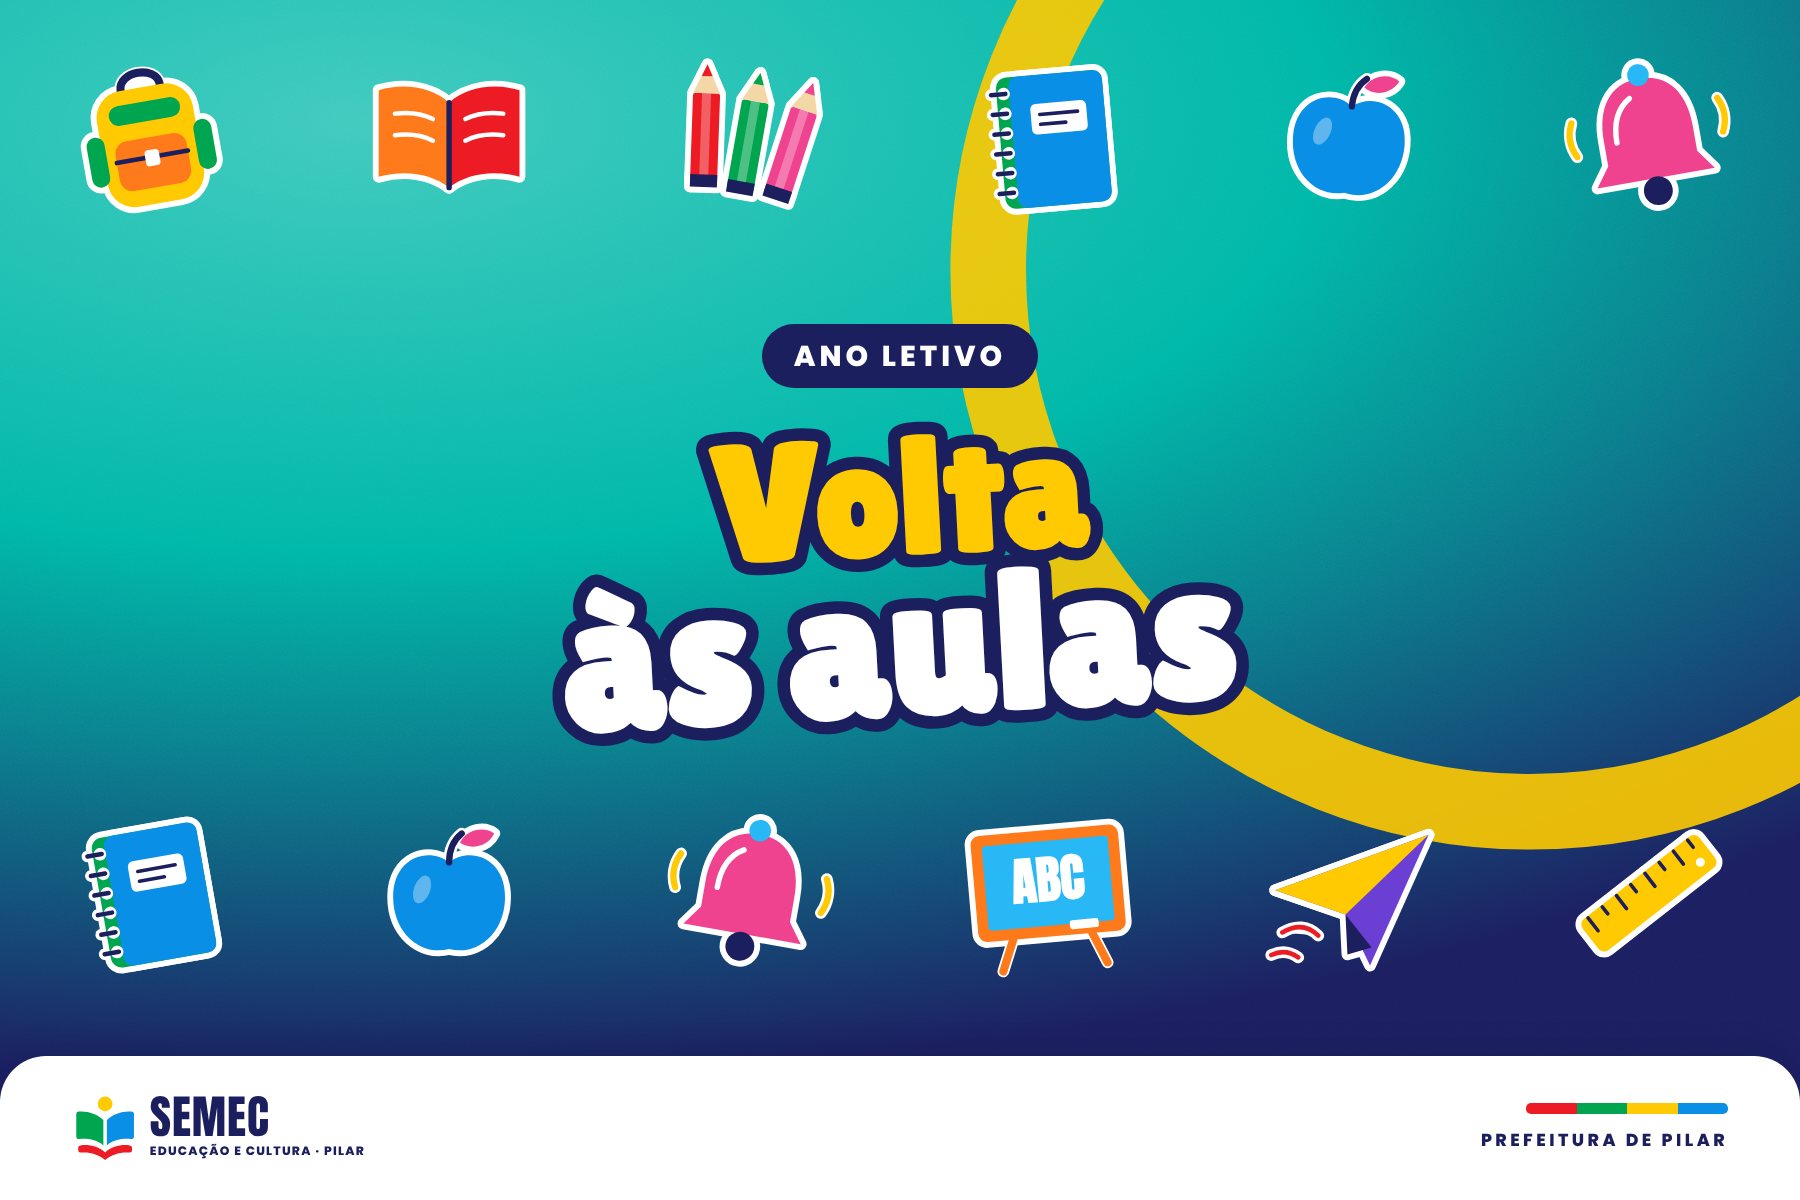 ANO LETIVO
Volta
às aulas
ABC
SEMEC
EDUCAÇÃO E CULTURA · PILAR
PREFEITURA DE PILAR